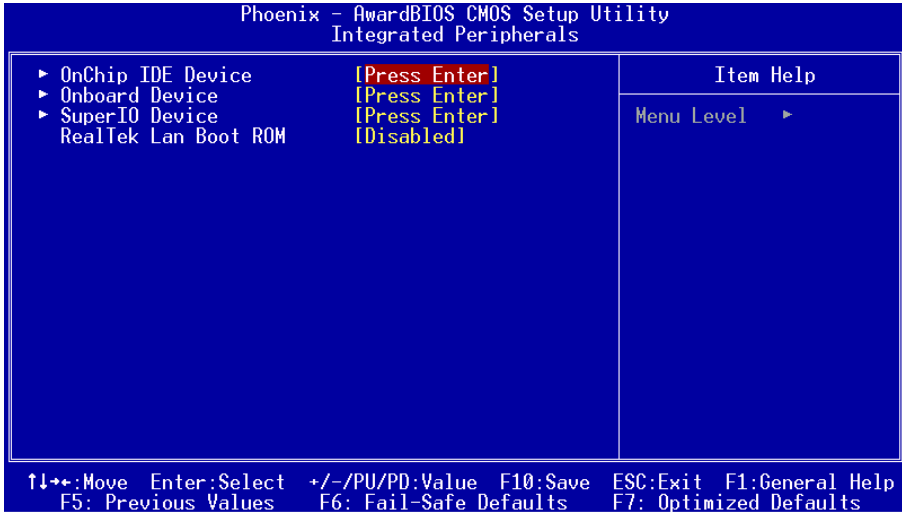 Phoenix - AwardBIOS CMOS Setup Utility
Integrated Peripherals
► OnChip IDE Device [Press Enter]
► Onboard Device [Press Enter]
► SuperIO Device [Press Enter]
RealTek Lan Boot ROM [Disabled]
Item Help
Menu Level ►
↑↓→←:Move Enter:Select +/-/PU/PD:Value F10:Save ESC:Exit F1:General Help
F5: Previous Values F6: Fail-Safe Defaults F7: Optimized Defaults